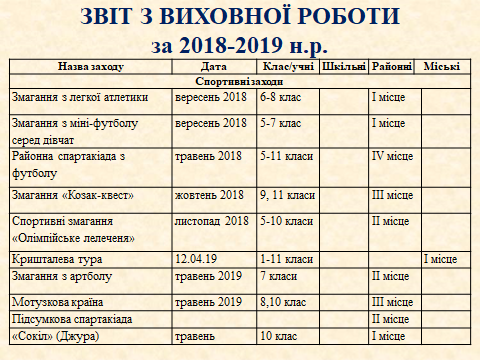 ЗВІТ З ВИХОВНОЇ РОБОТИ
за 2018-2019 н.р.
Назва заходу Дата Клас/учні Шкільні Районні Міські
Спортивні заходи
Змагання з легкої атлетики вересень 2018 6-8 клас І місце
Змагання з міні-футболу вересень 2018 5-7 клас І місце
серед дівчат
Районна спартакіада з травень 2018 5-11 класи IV місце
футболу
Змагання «Козак-квест» жовтень 2018 9, 11 класи ІІІ місце
Спортивні змагання листопад 2018 5-10 класи ІІ місце
«Олімпійське лелеченя»
Кришталева тура 12.04.19 1-11 класи І місце
Змагання з артболу травень 2019 7 класи ІІ місце
Мотузкова країна травень 2019 8,10 клас ІІІ місце
Підсумкова спартакіада ІІ місце
«Сокіл» (Джура) травень 10 клас І місце